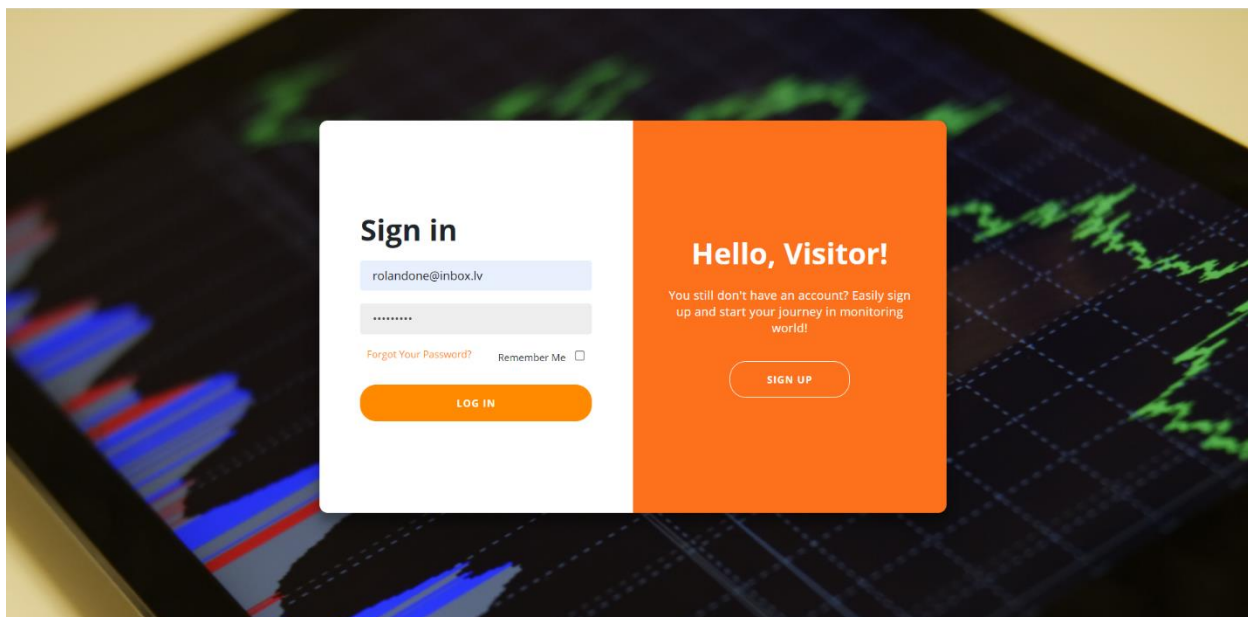 Sign in
rolandone@inbox.lv
•••••••••
Forgot Your Password?
Remember Me
LOG IN
Hello, Visitor!
You still don't have an account? Easily sign
up and start your journey in monitoring
world!
SIGN UP